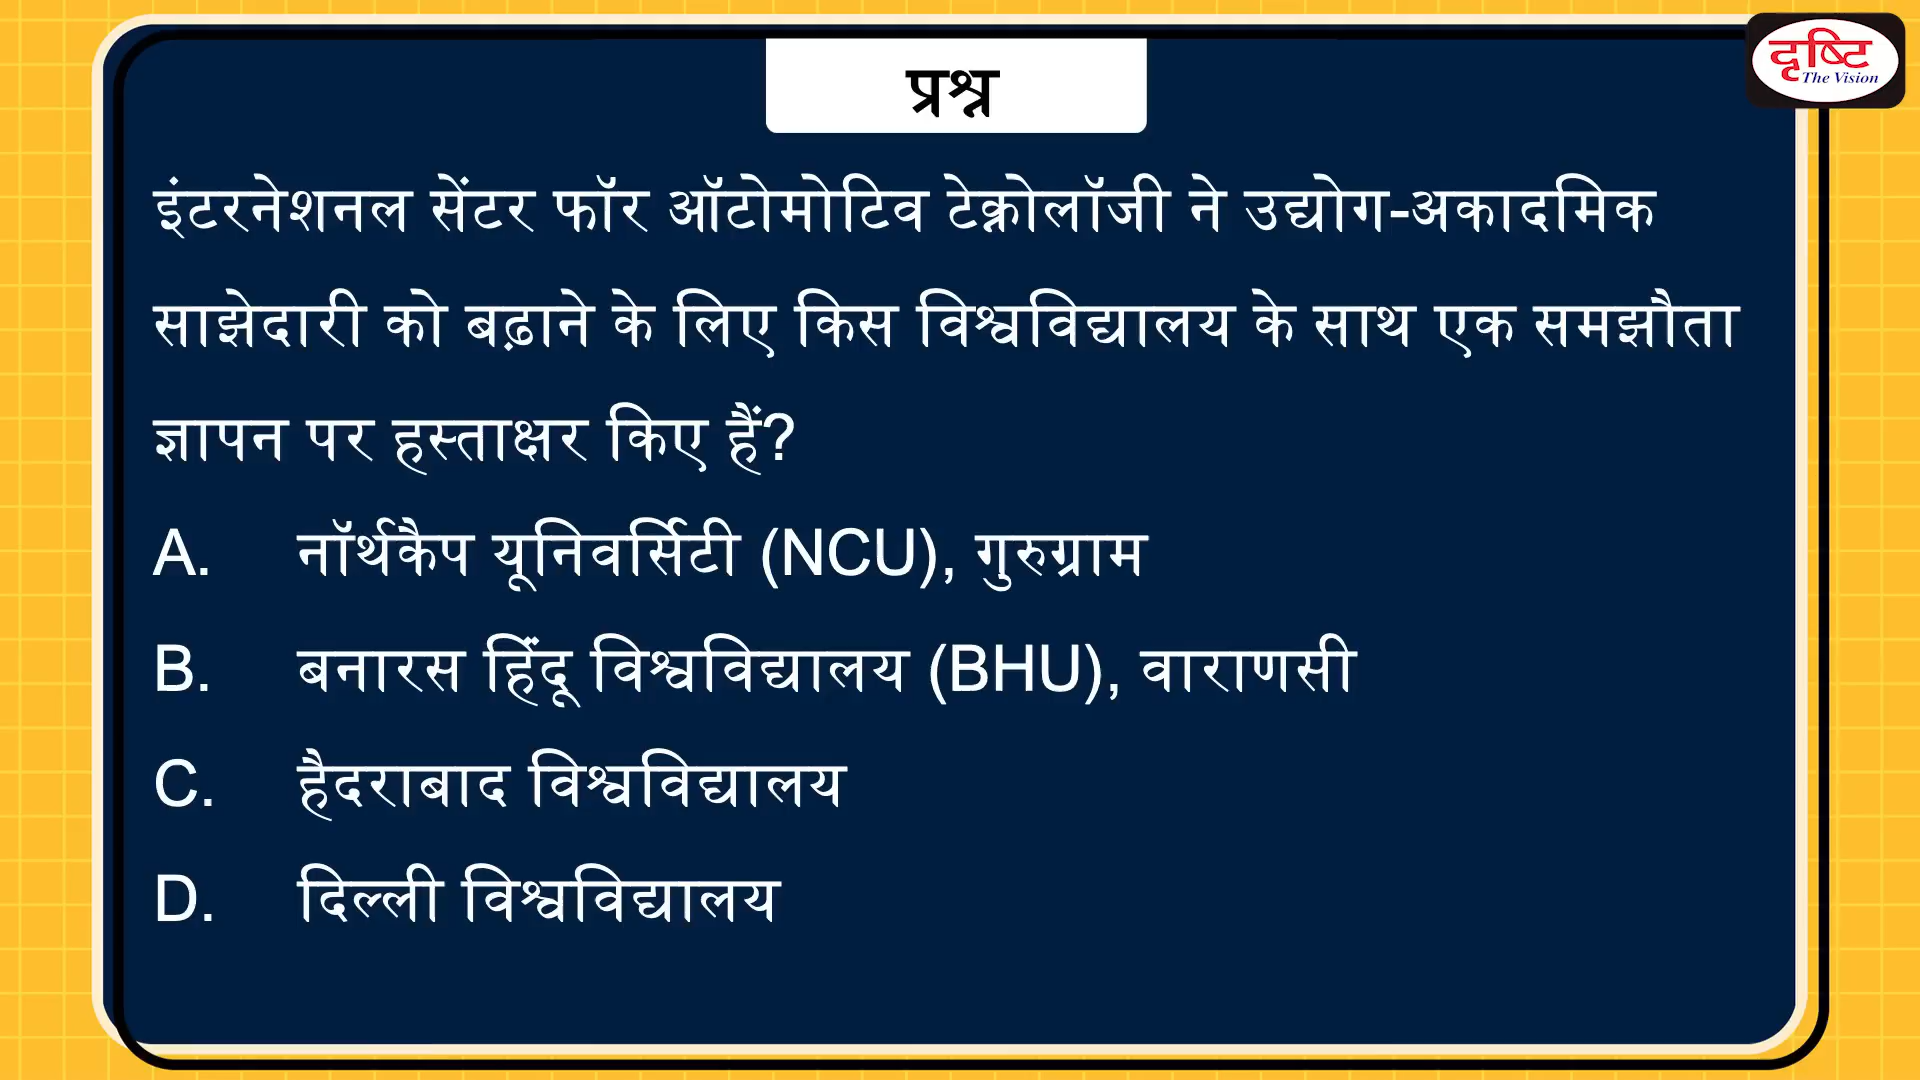 प्रश्न
दृष्टि
The Vision
इंटरनेशनल सेंटर फॉर ऑटोमोटिव टेक्नोलॉजी ने उद्योग-अकादमिक
साझेदारी को बढ़ाने के लिए किस विश्वविद्यालय के साथ एक समझौता
ज्ञापन पर हस्ताक्षर किए हैं?
A. नॉर्थकैप यूनिवर्सिटी (NCU), गुरुग्राम
B. बनारस हिंदू विश्वविद्यालय (BHU), वाराणसी
C. हैदराबाद विश्वविद्यालय
D. दिल्ली विश्वविद्यालय